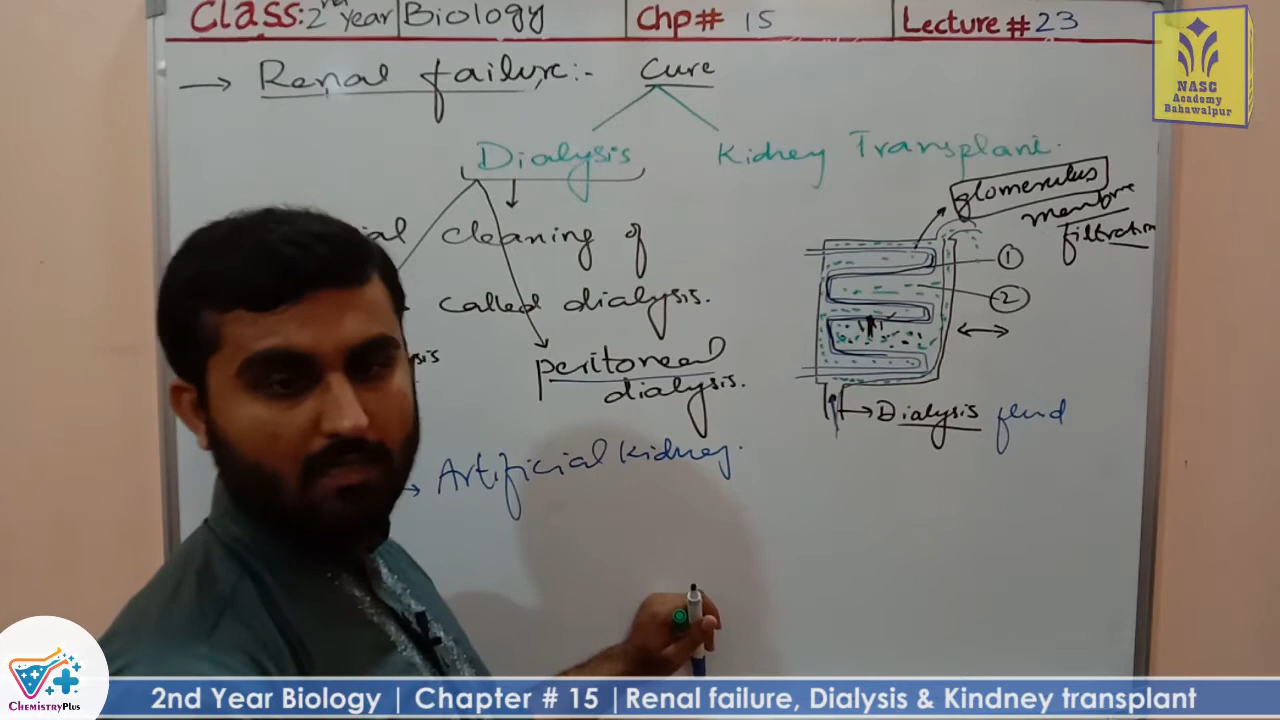 Class: 2nd year Biology Chp# 15 Lecture # 23
→ Renal failure:- Cure
Dialysis Kidney Transplant.
cleaning of
called dialysis.
peritoneal
dialysis.
→ Artificial Kidney.
glomerulus
membrane
filtration
1
2
→ Dialysis fluid
NASG
Academy
Bahawalpur
ChemistryPlus
2nd Year Biology | Chapter # 15 | Renal failure, Dialysis & Kindney transplant